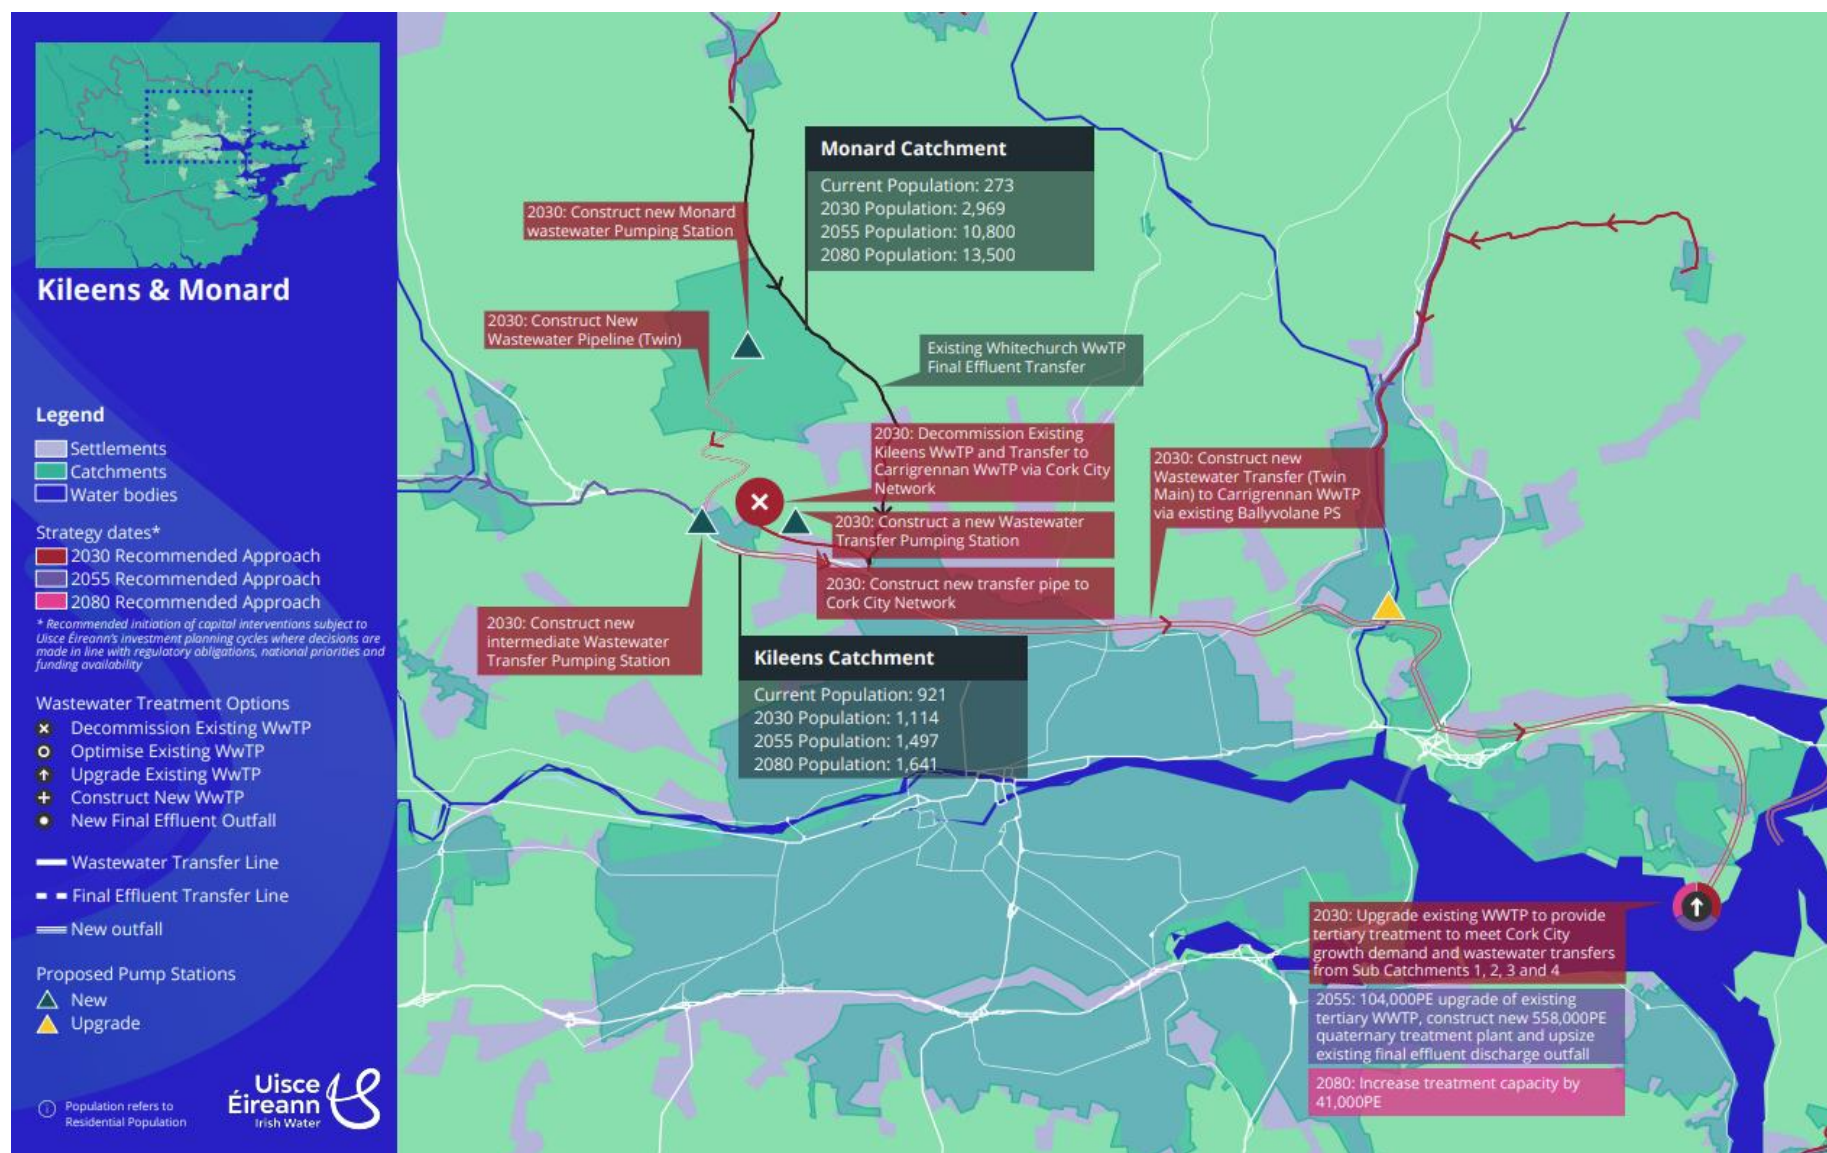 Kileens & Monard
Legend
Settlements
Catchments
Water bodies
Strategy dates*
2030 Recommended Approach
2055 Recommended Approach
2080 Recommended Approach
* Recommended initiation of capital interventions subject to
Uisce Éireann's investment planning cycles where decisions are
made in line with regulatory obligations, national priorities and
funding availability
Wastewater Treatment Options
Decommission Existing WwTP
Optimise Existing WwTP
Upgrade Existing WwTP
Construct New WwTP
New Final Effluent Outfall
Wastewater Transfer Line
Final Effluent Transfer Line
New outfall
Proposed Pump Stations
New
Upgrade
Population refers to
Residential Population
Uisce
Éireann
Irish Water
Monard Catchment
Current Population: 273
2030 Population: 2,969
2055 Population: 10,800
2080 Population: 13,500
2030: Construct new Monard
wastewater Pumping Station
2030: Construct New
Wastewater Pipeline (Twin)
Existing Whitechurch WwTP
Final Effluent Transfer
2030: Decommission Existing
Kileens WwTP and Transfer to
Carrigrennan WwTP via Cork City
Network
2030: Construct a new Wastewater
Transfer Pumping Station
2030: Construct new transfer pipe to
Cork City Network
2030: Construct new
Wastewater Transfer (Twin
Main) to Carrigrennan WwTP
via existing Ballyvolane PS
2030: Construct new
intermediate Wastewater
Transfer Pumping Station
Kileens Catchment
Current Population: 921
2030 Population: 1,114
2055 Population: 1,497
2080 Population: 1,641
2030: Upgrade existing WWTP to provide
tertiary treatment to meet Cork City
growth demand and wastewater transfers
from Sub Catchments 1, 2, 3 and 4
2055: 104,000PE upgrade of existing
tertiary WWTP, construct new 558,000PE
quaternary treatment plant and upsize
existing final effluent discharge outfall
2080: Increase treatment capacity by
41,000PE